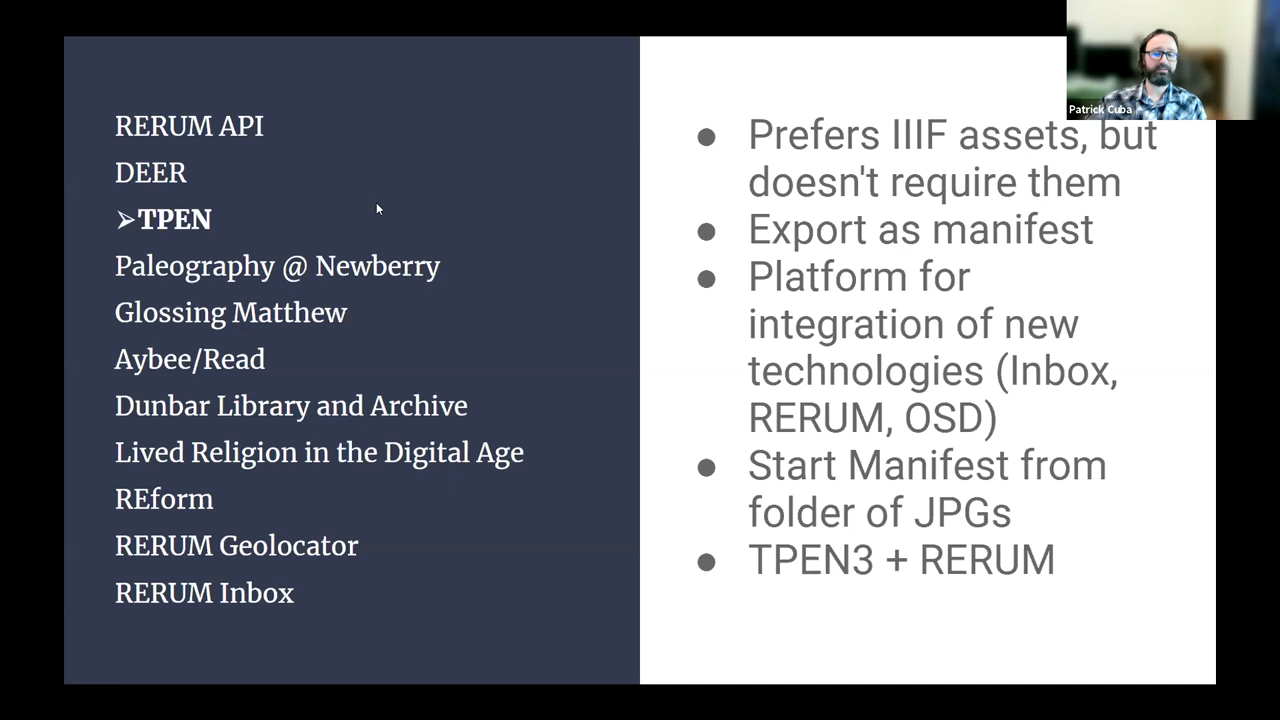 RERUM API
DEER
➢TPEN
Paleography @ Newberry
Glossing Matthew
Aybee/Read
Dunbar Library and Archive
Lived Religion in the Digital Age
REform
RERUM Geolocator
RERUM Inbox
Patrick Cuba
● Prefers IIIF assets, but
doesn't require them
● Export as manifest
● Platform for
integration of new
technologies (Inbox,
RERUM, OSD)
● Start Manifest from
folder of JPGs
● TPEN3 + RERUM